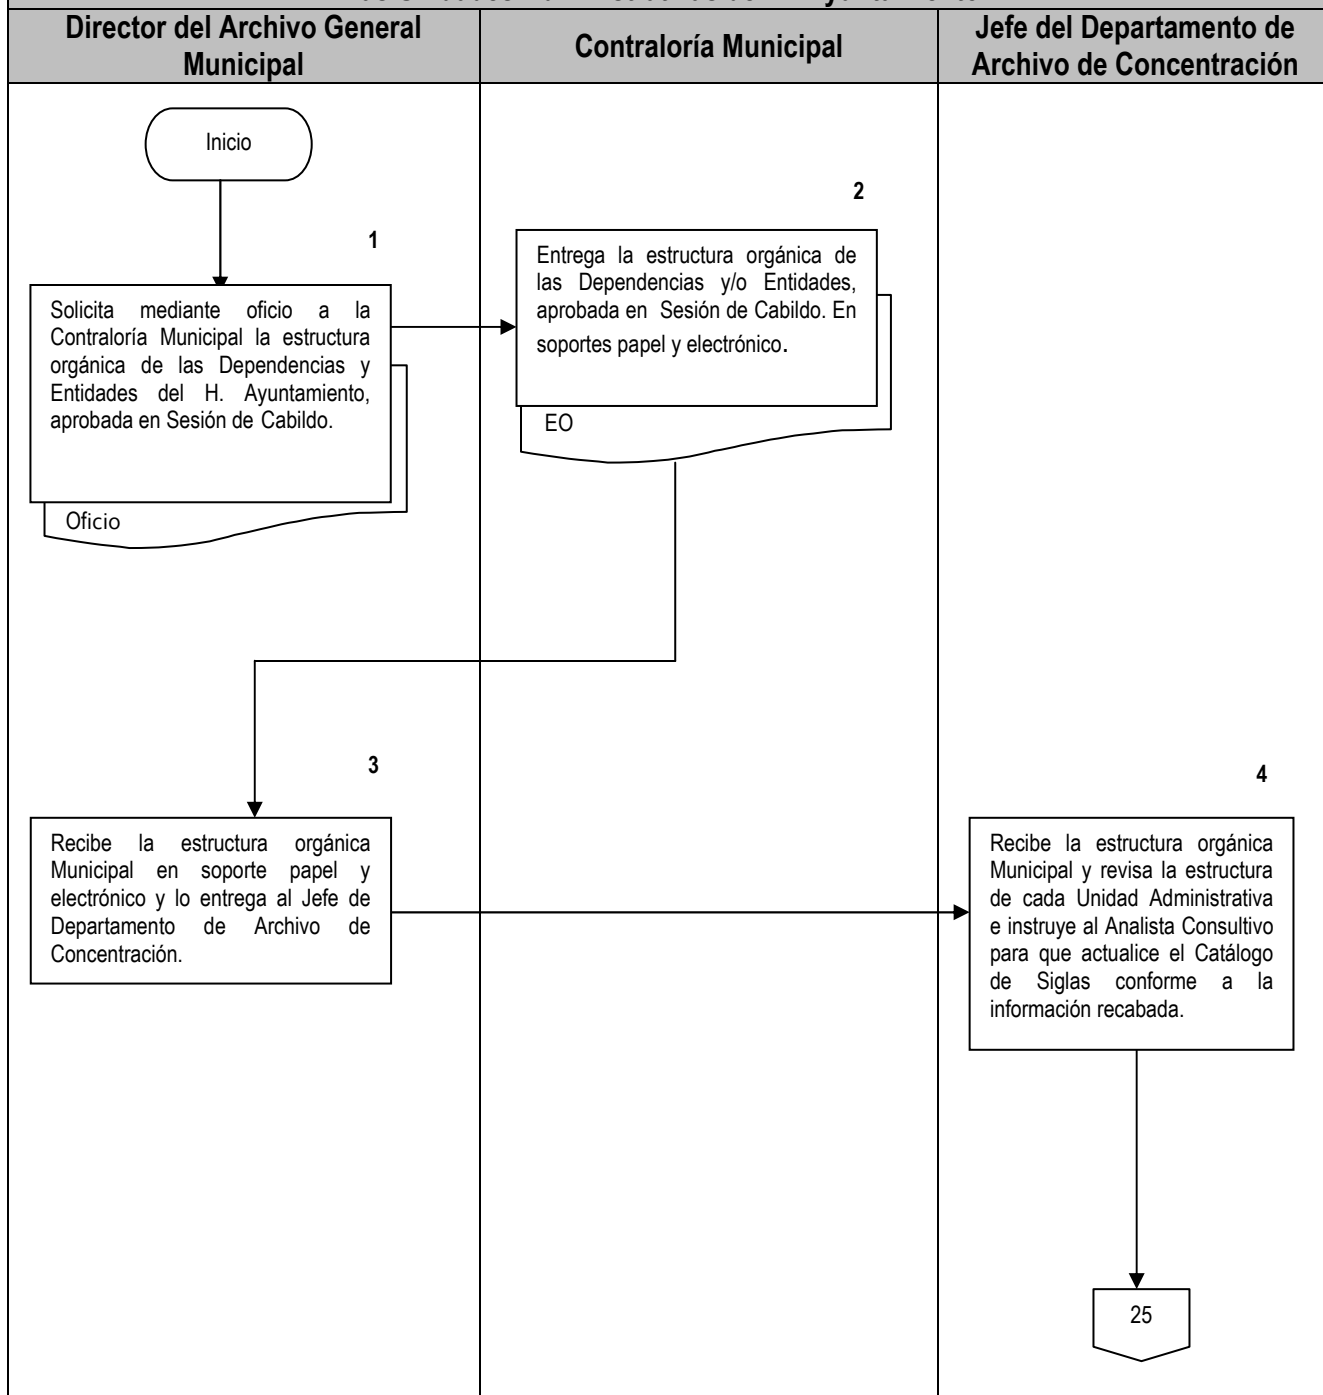 Director del Archivo General
Municipal
Contraloría Municipal
Jefe del Departamento de
Archivo de Concentración
Inicio
1
Solicita mediante oficio a la
Contraloría Municipal la estructura
orgánica de las Dependencias y
Entidades del H. Ayuntamiento,
aprobada en Sesión de Cabildo.
Oficio
2
Entrega la estructura orgánica de
las Dependencias y/o Entidades,
aprobada en Sesión de Cabildo. En
soportes papel y electrónico.
EO
3
Recibe la estructura orgánica
Municipal en soporte papel y
electrónico y lo entrega al Jefe de
Departamento de Archivo de
Concentración.
4
Recibe la estructura orgánica
Municipal y revisa la estructura
de cada Unidad Administrativa
e instruye al Analista Consultivo
para que actualice el Catálogo
de Siglas conforme a la
información recabada.
25